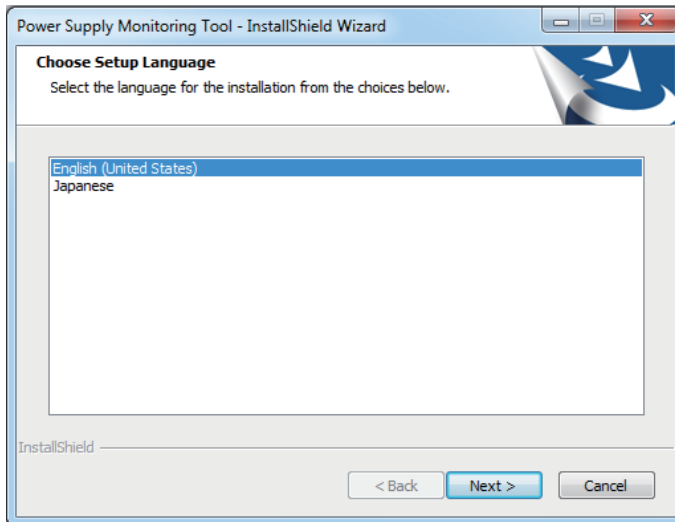 Power Supply Monitoring Tool - InstallShield Wizard
Choose Setup Language
Select the language for the installation from the choices below.
English (United States)
Japanese
InstallShield
< Back
Next >
Cancel